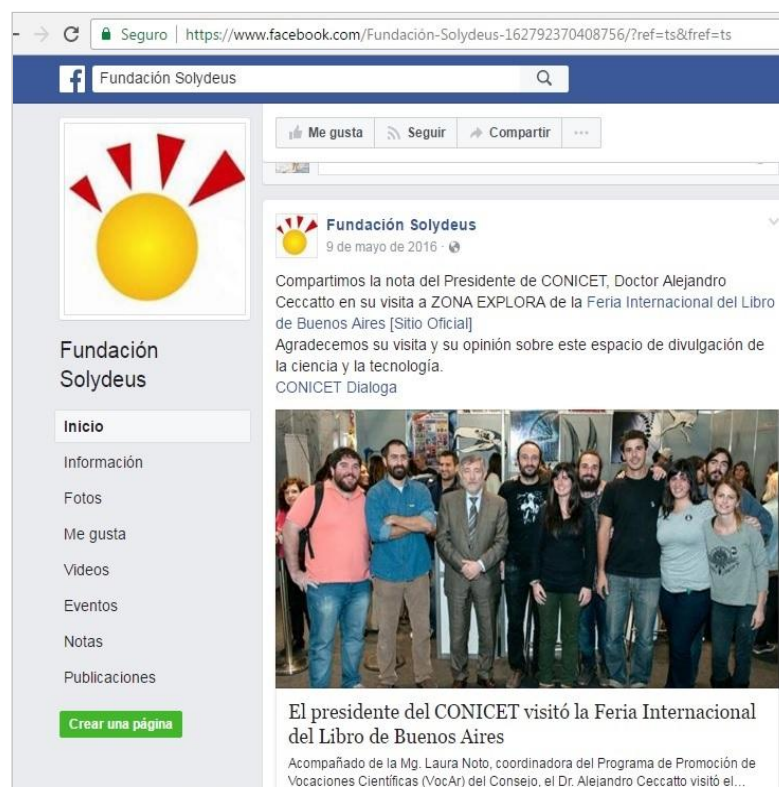 Seguro | https://www.facebook.com/Fundación-Solydeus-162792370408756/?ref=ts&fref=ts
Fundación Solydeus
Me gusta
Seguir
Compartir
Fundación Solydeus
9 de mayo de 2016
Compartimos la nota del Presidente de CONICET, Doctor Alejandro
Ceccatto en su visita a ZONA EXPLORA de la Feria Internacional del Libro
de Buenos Aires [Sitio Oficial]
Agradecemos su visita y su opinión sobre este espacio de divulgación de
la ciencia y la tecnología.
CONICET Dialoga
Fundación
Solydeus
Inicio
Información
Fotos
Me gusta
Videos
Eventos
Notas
Publicaciones
Crear una página
El presidente del CONICET visitó la Feria Internacional
del Libro de Buenos Aires
Acompañado de la Mg. Laura Noto, coordinadora del Programa de Promoción de
Vocaciones Científicas (VocAr) del Consejo, el Dr. Alejandro Ceccatto visitó el...